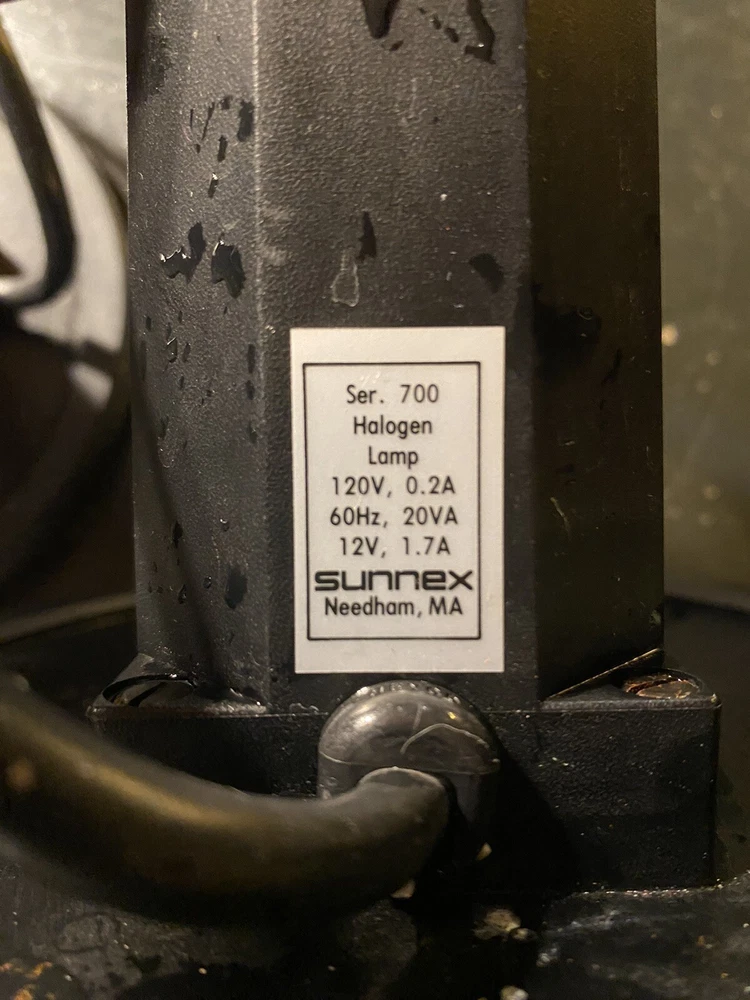 Ser. 700
Halogen
Lamp
120V, 0.2A
60Hz, 20VA
12V, 1.7A
sunnex
Needham, MA